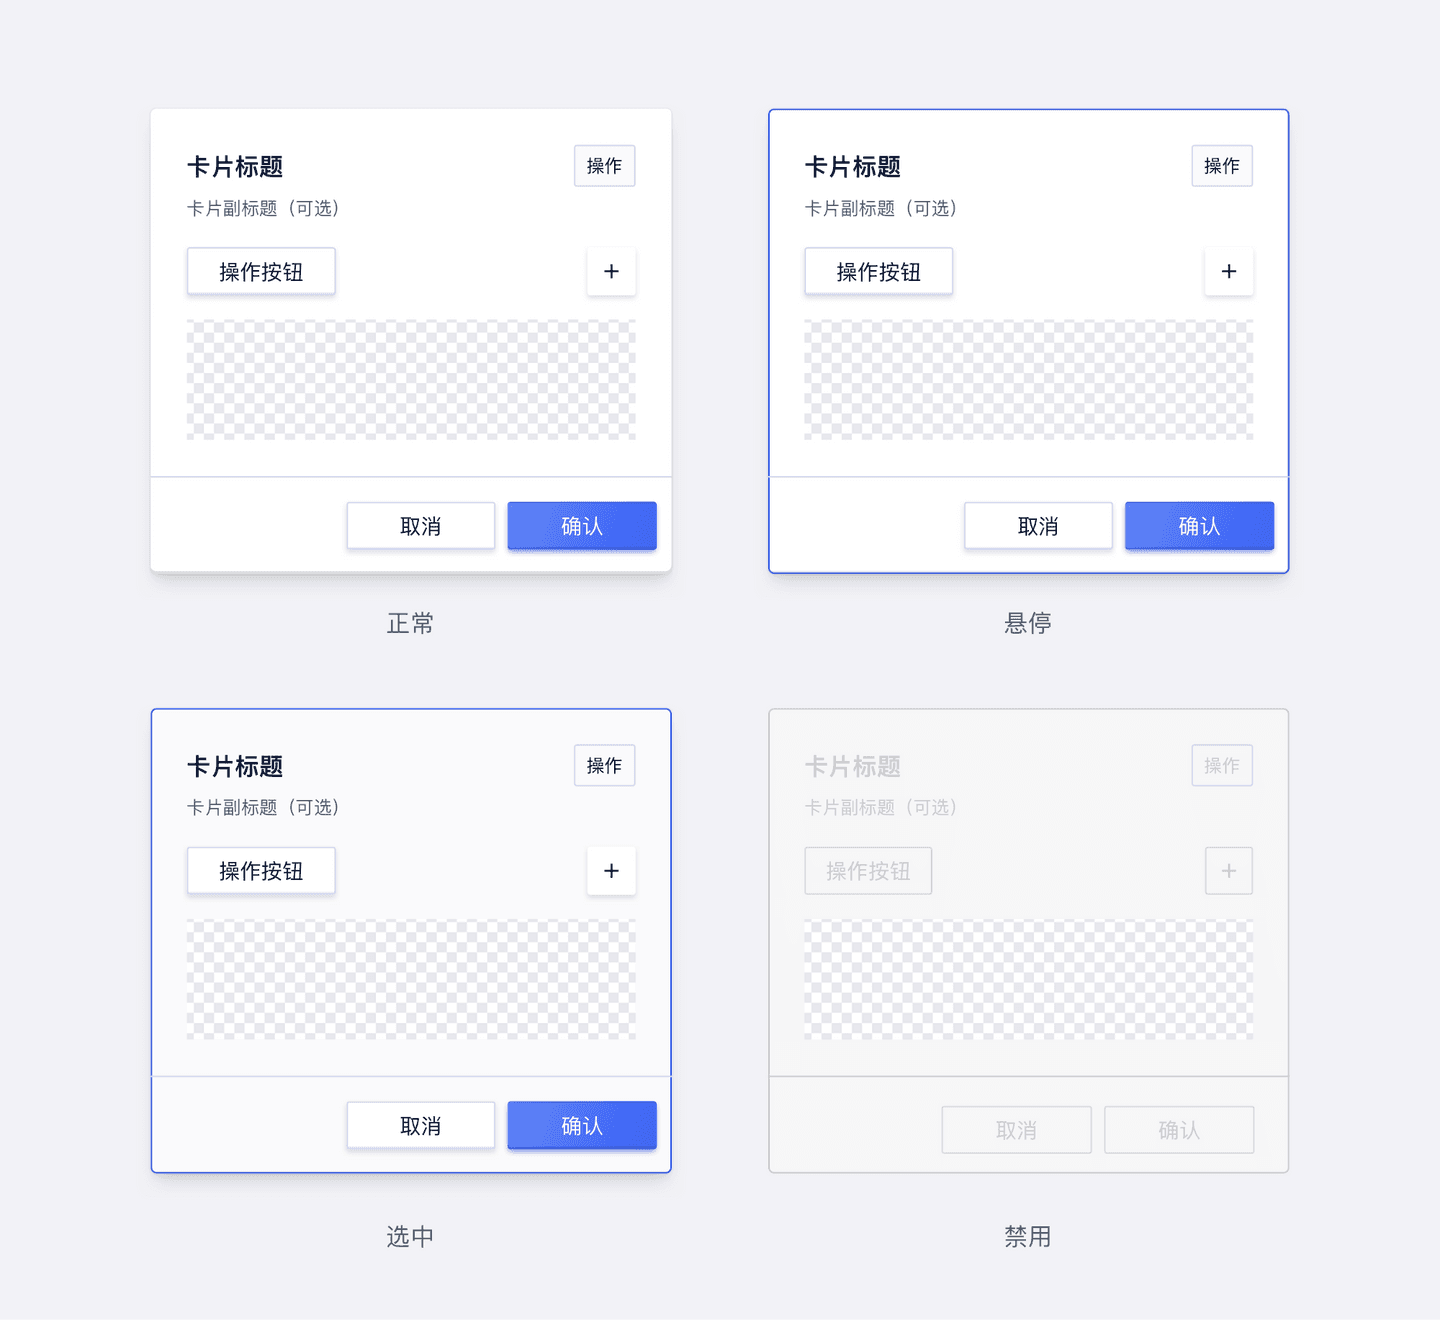 卡片标题 操作
卡片副标题（可选）
操作按钮 +
取消 确认
正常
卡片标题 操作
卡片副标题（可选）
操作按钮 +
取消 确认
悬停
卡片标题 操作
卡片副标题（可选）
操作按钮 +
取消 确认
选中
卡片标题 操作
卡片副标题（可选）
操作按钮 +
取消 确认
禁用